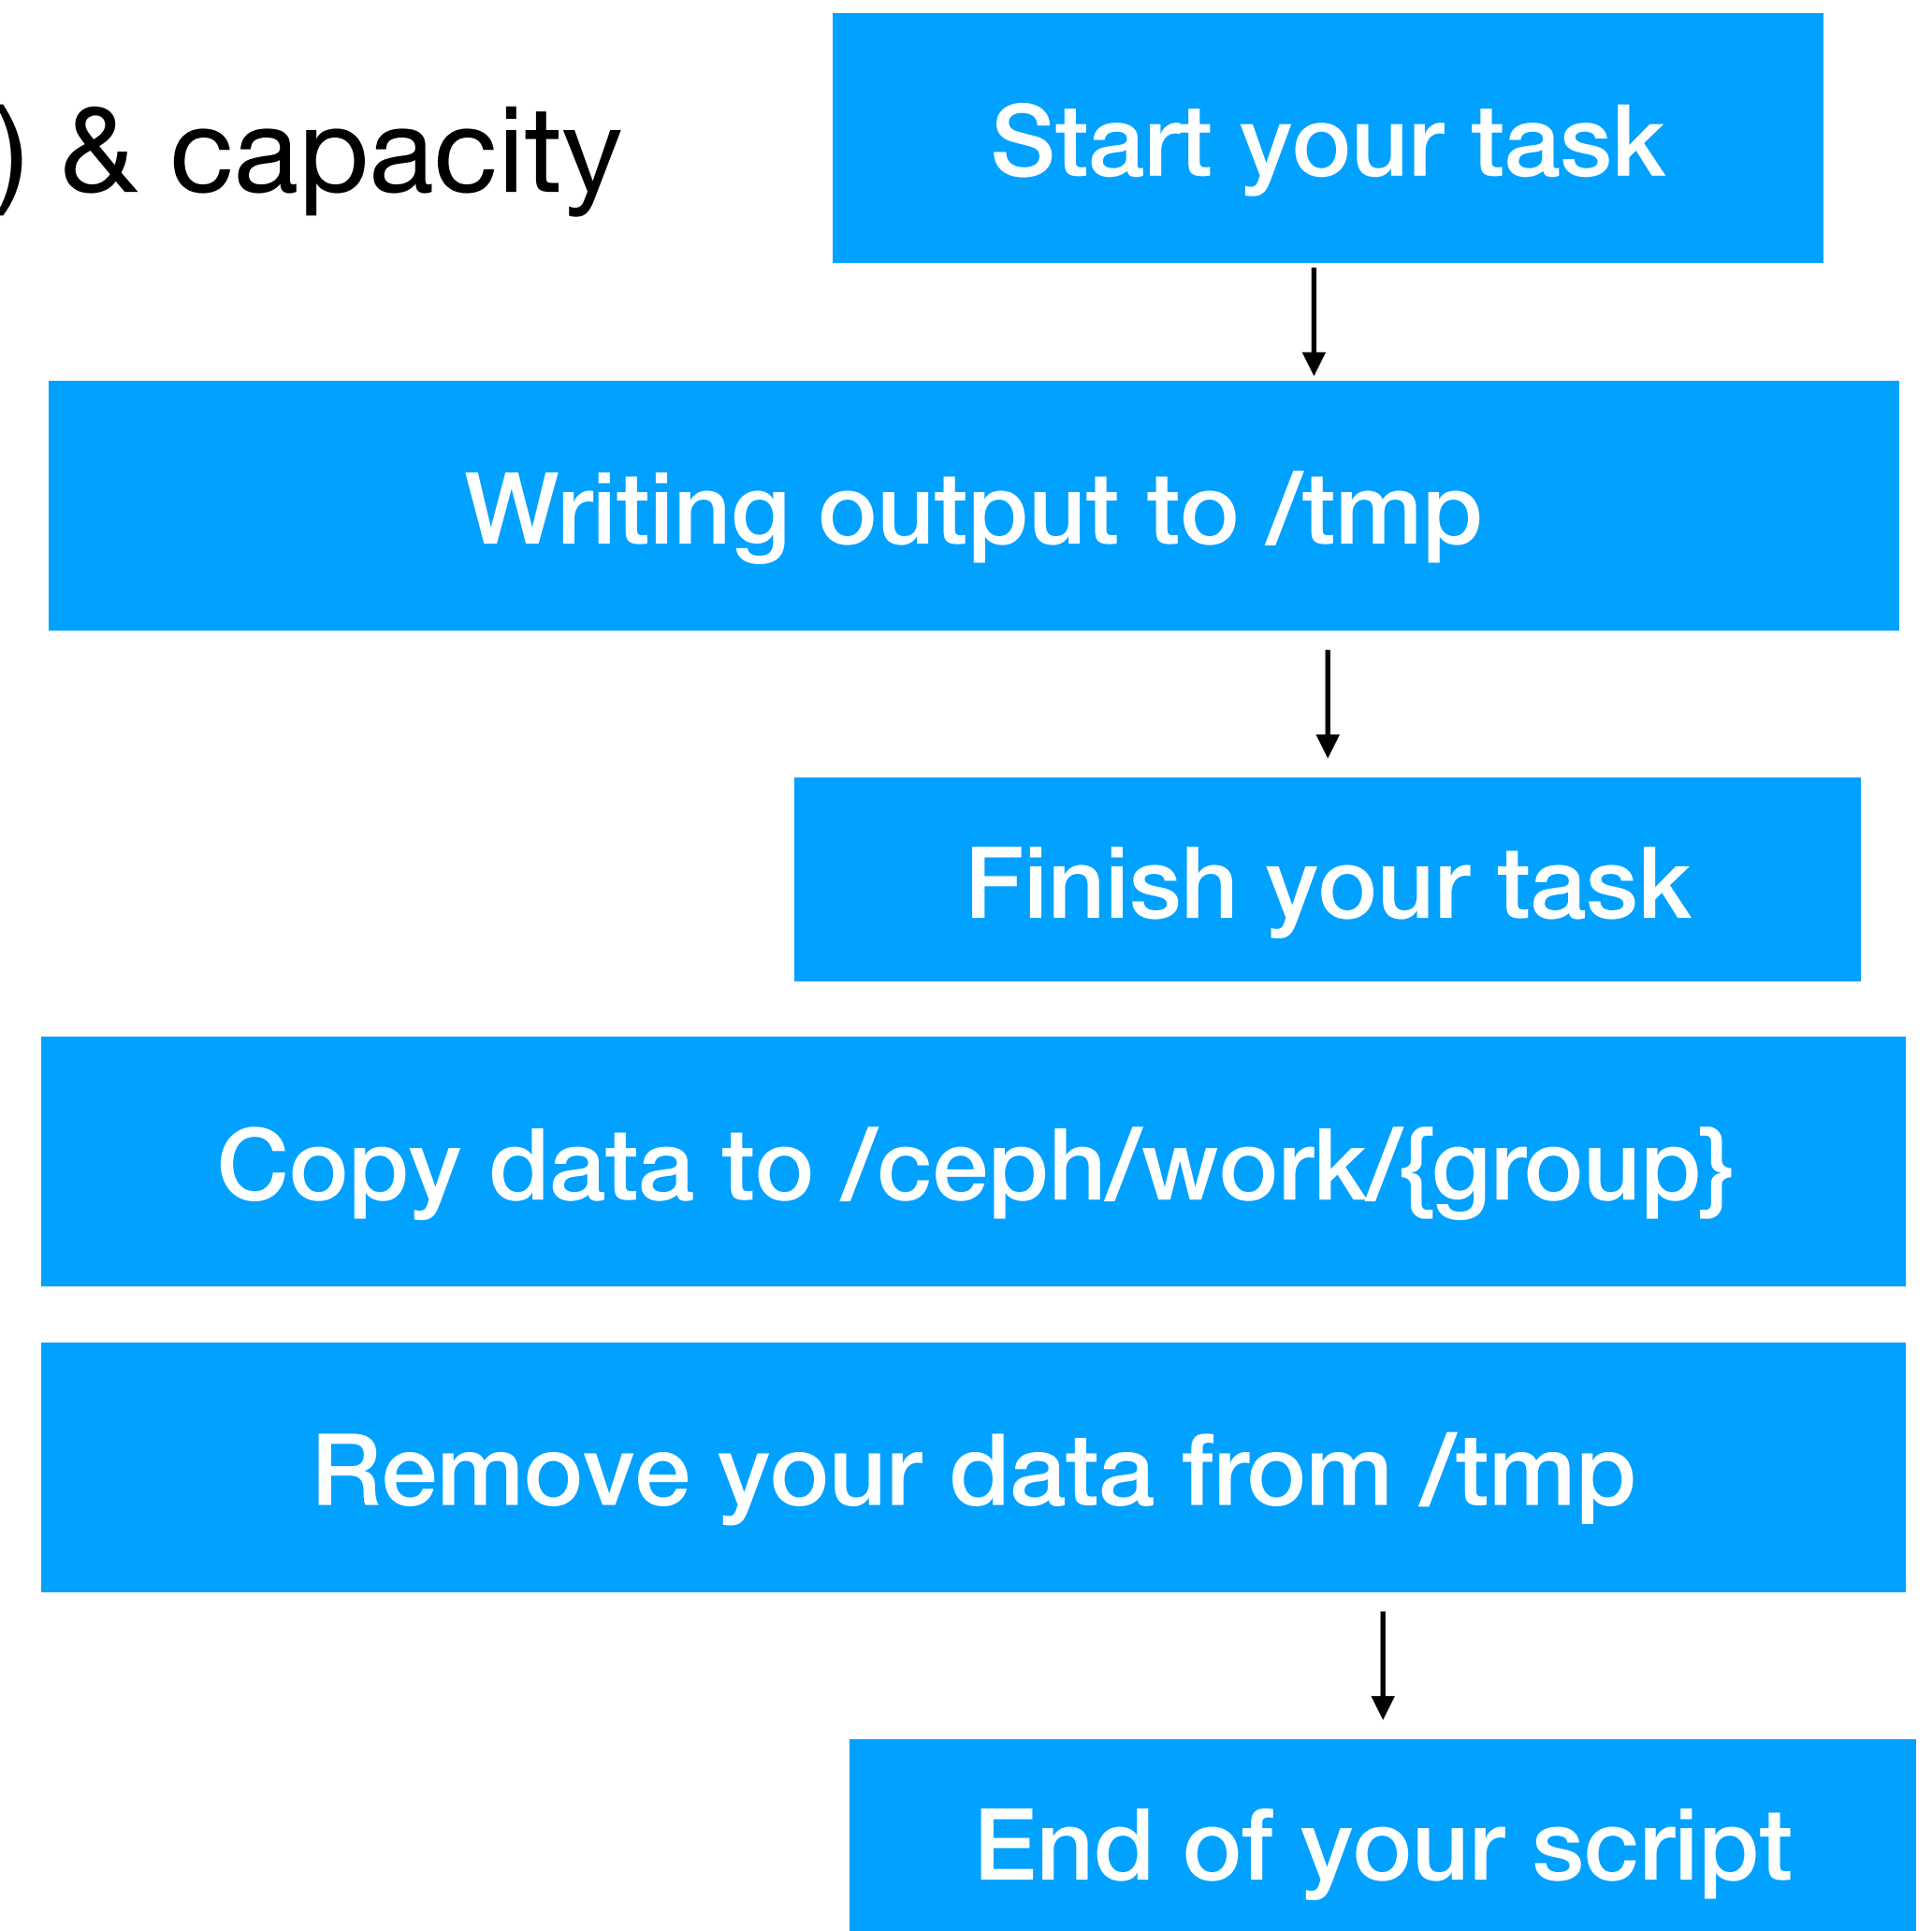 ) & capacity
Start your task
Writing output to /tmp
Finish your task
Copy data to /ceph/work/{group}
Remove your data from /tmp
End of your script